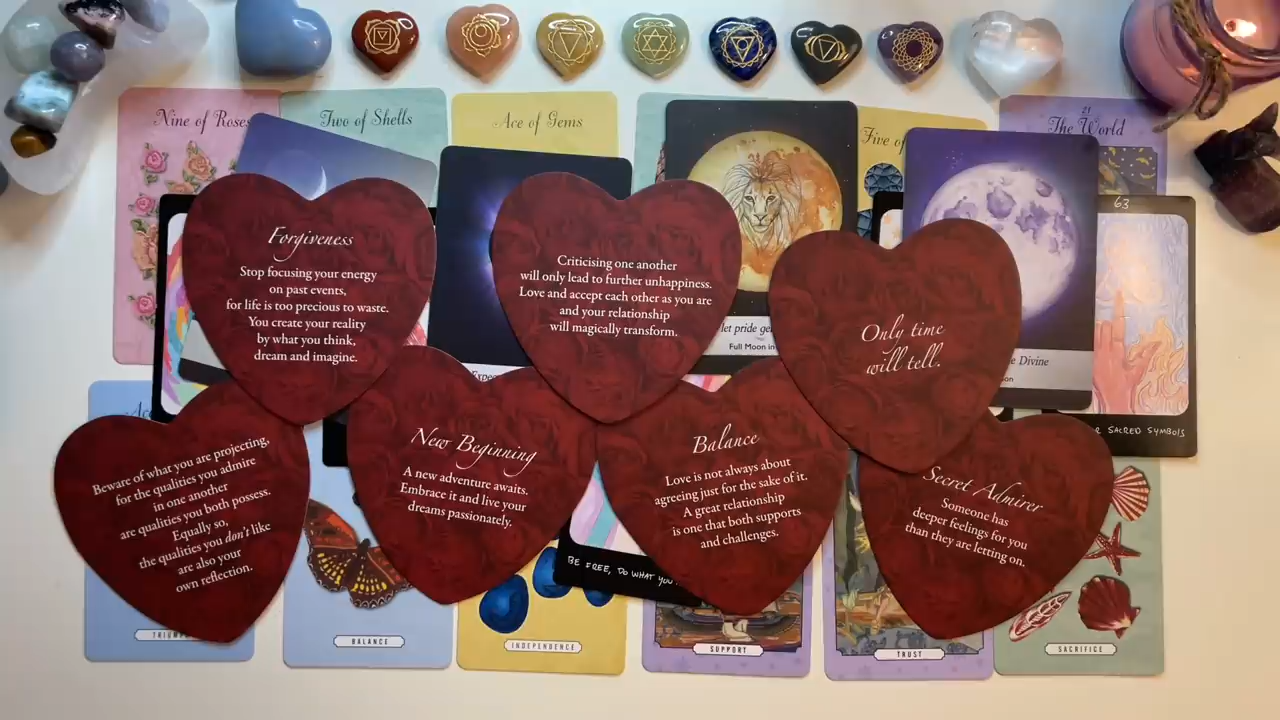 Nine of Roses
Two of Shells
Ace of Gems
Five of
21
The World
63
Forgiveness
Stop focusing your energy
on past events,
for life is too precious to waste.
You create your reality
by what you think,
dream and imagine.
Criticising one another
will only lead to further unhappiness.
Love and accept each other as you are
and your relationship
will magically transform.
let pride
Full Moon in
Only time
will tell.
Divine
SACRED SYMBOLS
Beware of what you are projecting,
for the qualities you admire
in one another
are qualities you both possess.
Equally so,
the qualities you don't like
are also your
own reflection.
New Beginning
A new adventure awaits.
Embrace it and live your
dreams passionately.
Balance
Love is not always about
agreeing just for the sake of it.
A great relationship
is one that both supports
and challenges.
Secret Admirer
Someone has
deeper feelings for you
than they are letting on.
BE FREE, DO WHAT YOU
BALANCE
INDEPENDENCE
SUPPORT
TRUST
SACRIFICE